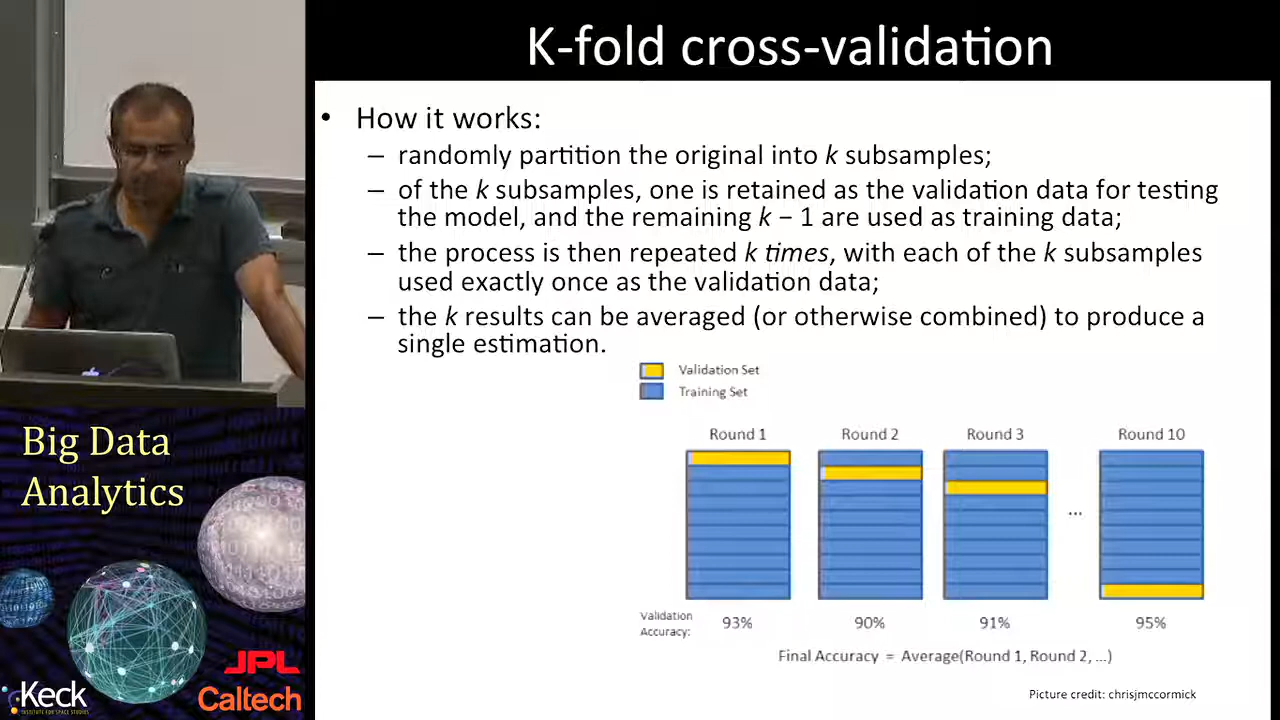 K-fold cross-validation
• How it works:
– randomly partition the original into k subsamples;
– of the k subsamples, one is retained as the validation data for testing
the model, and the remaining k − 1 are used as training data;
– the process is then repeated k times, with each of the k subsamples
used exactly once as the validation data;
– the k results can be averaged (or otherwise combined) to produce a
single estimation.
Validation Set
Training Set
Round 1 Round 2 Round 3 Round 10
...
Validation
Accuracy: 93% 90% 91% 95%
Final Accuracy = Average(Round 1, Round 2, ...)
Picture credit: chrisjmccormick
Big Data
Analytics
JPL
Keck
INSTITUTE FOR SPACE STUDIES
Caltech